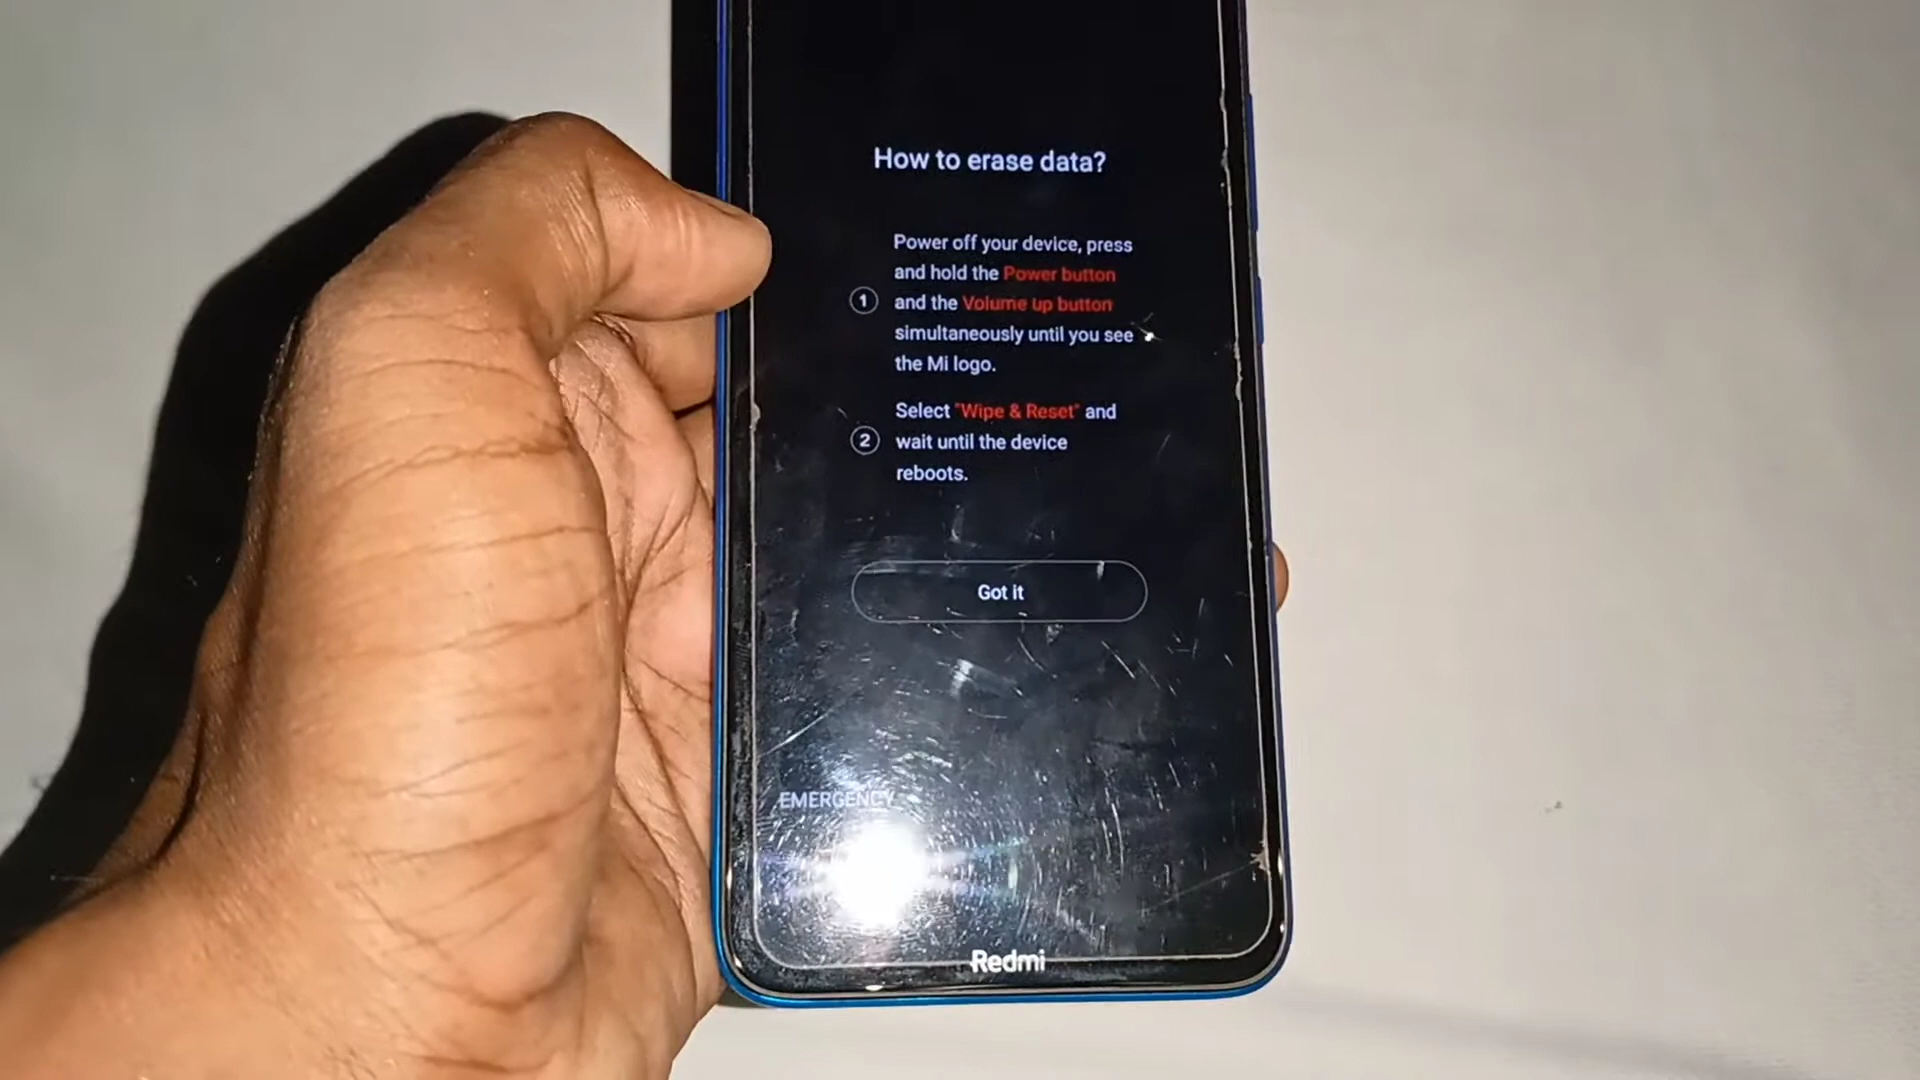 How to erase data?
1
Power off your device, press
and hold the Power button
and the Volume up button
simultaneously until you see
the Mi logo.
2
Select "Wipe & Reset" and
wait until the device
reboots.
Got it
EMERGENCY
Redmi